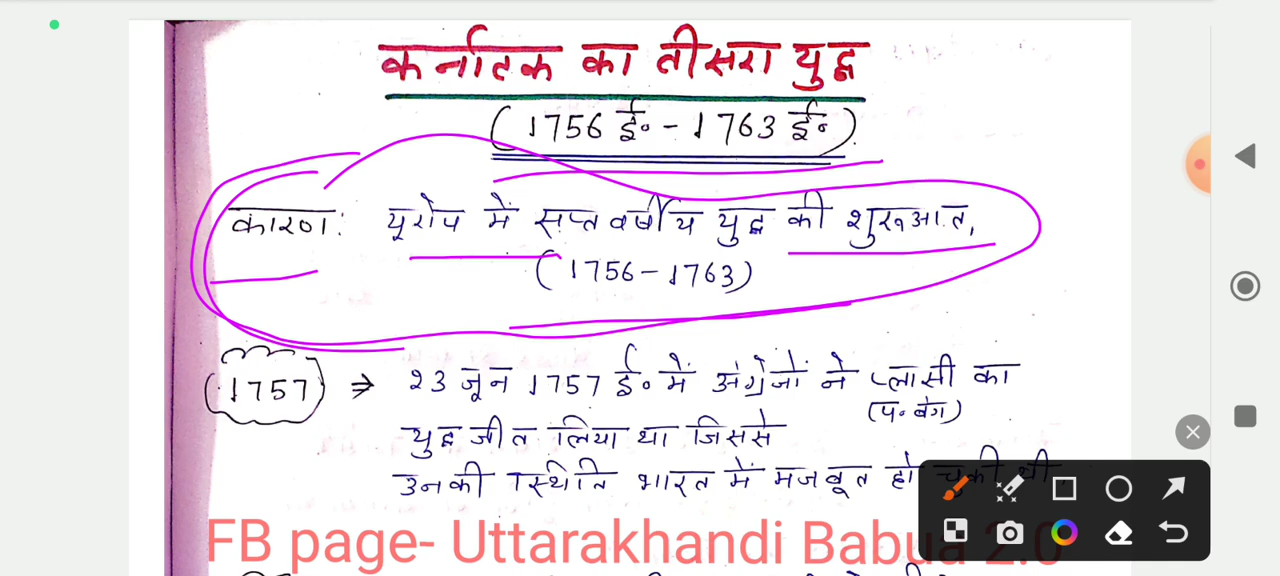 कर्नाटक का तीसरा युद्ध
(1756 ई० - 1763 ई०)
कारण: यूरोप में सप्तवर्षीय युद्ध की शुरूआत,
(1756-1763)
(1757) ⇒ 23 जून 1757 ई० में अंग्रेजों ने प्लासी का
(प० बंग)
युद्ध जीत लिया था जिससे
उनकी स्थिति भारत में मजबूत हो चुकी थी
FB page- Uttarakhandi Babua 2.0